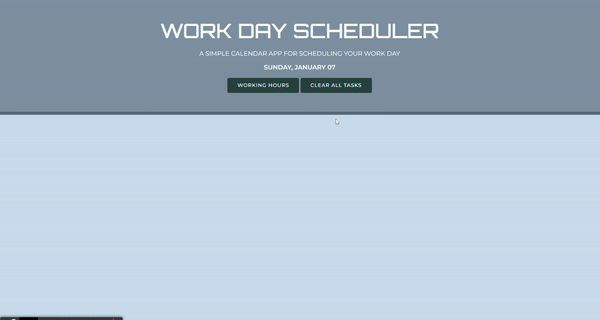 WORK DAY SCHEDULER
A SIMPLE CALENDAR APP FOR SCHEDULING YOUR WORK DAY
SUNDAY, JANUARY 07
WORKING HOURS CLEAR ALL TASKS